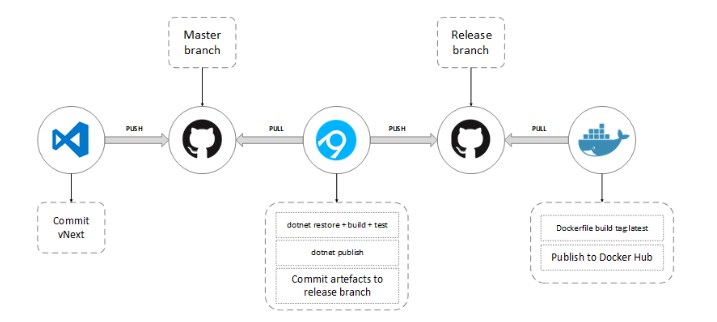 Master
branch
Release
branch
PUSH
PULL
PUSH
PULL
Commit
vNext
dotnet restore + build + test
dotnet publish
Commit artefacts to
release branch
Dockerfile build tag:latest
Publish to Docker Hub